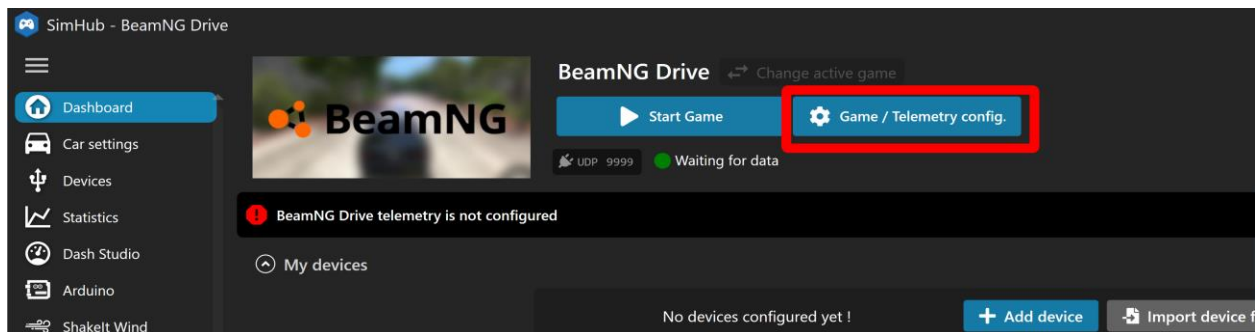 SimHub - BeamNG Drive
BeamNG Drive
Change active game
BeamNG
Start Game
Game / Telemetry config.
UDP 9999
Waiting for data
Dashboard
Car settings
Devices
Statistics
Dash Studio
Arduino
ShakeIt Wind
BeamNG Drive telemetry is not configured
My devices
No devices configured yet !
Add device
Import device f